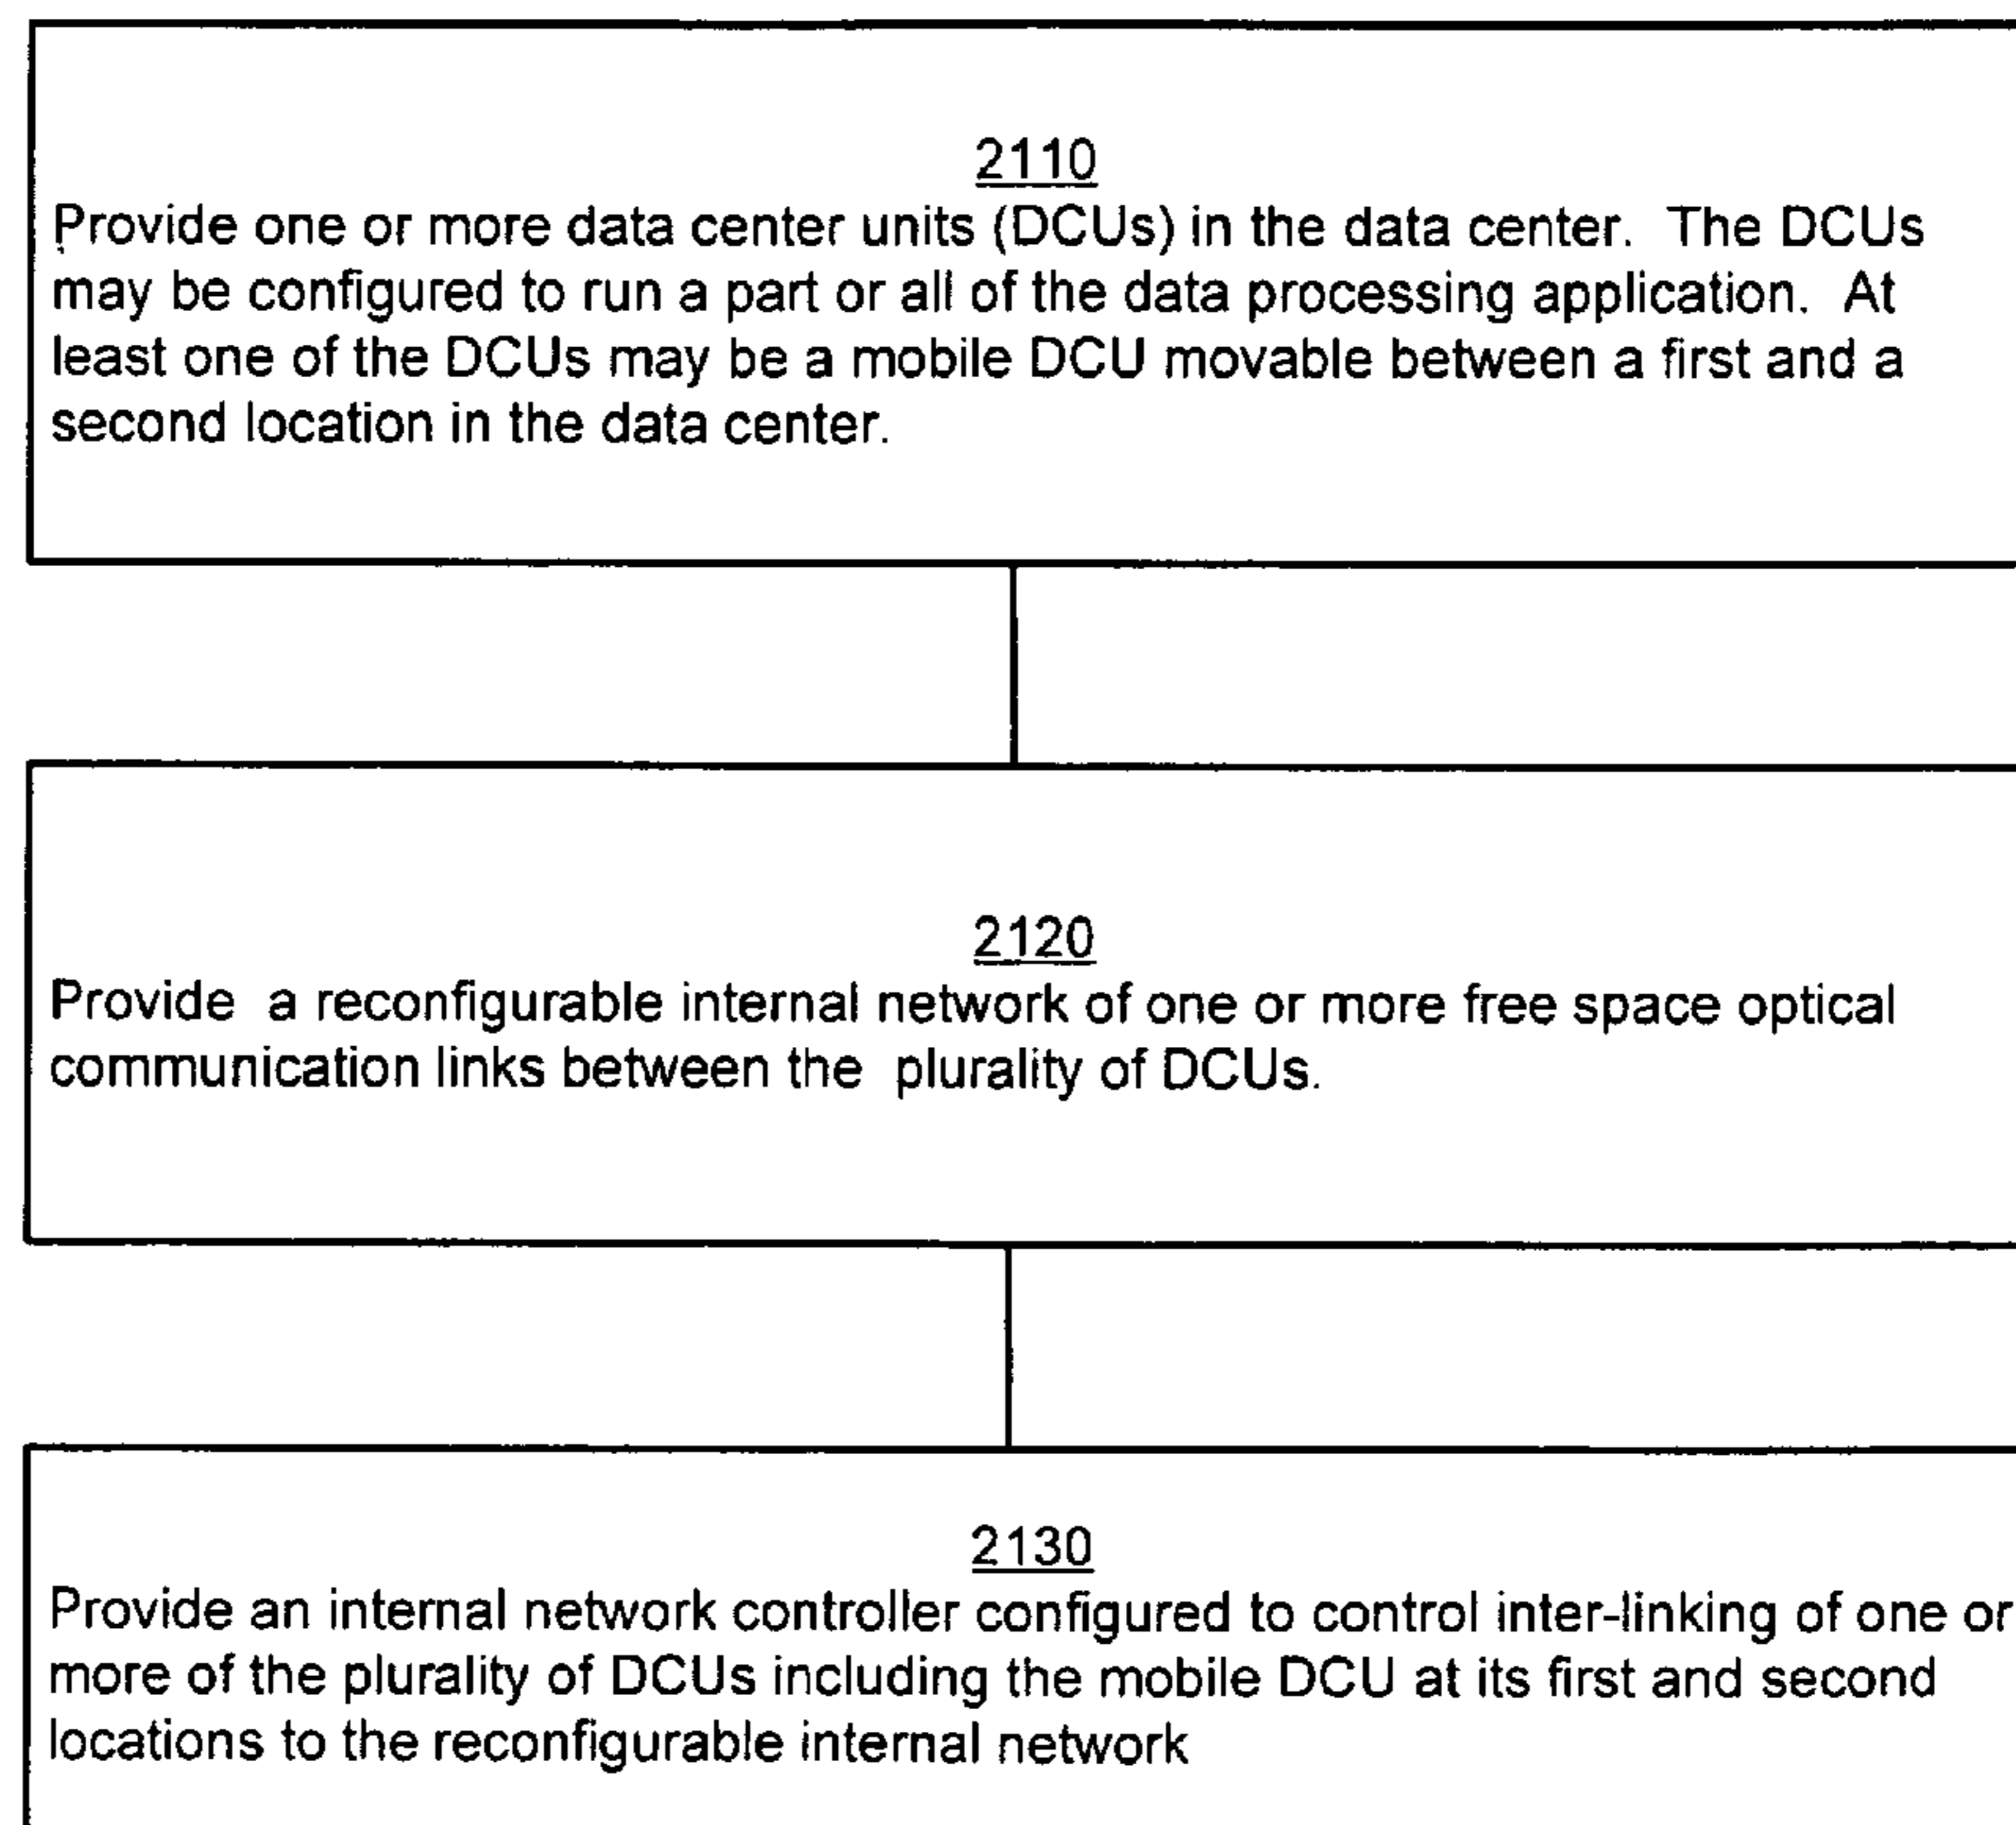 2110
Provide one or more data center units (DCUs) in the data center. The DCUs
may be configured to run a part or all of the data processing application. At
least one of the DCUs may be a mobile DCU movable between a first and a
second location in the data center.
2120
Provide a reconfigurable internal network of one or more free space optical
communication links between the plurality of DCUs.
2130
Provide an internal network controller configured to control inter-linking of one or
more of the plurality of DCUs including the mobile DCU at its first and second
locations to the reconfigurable internal network